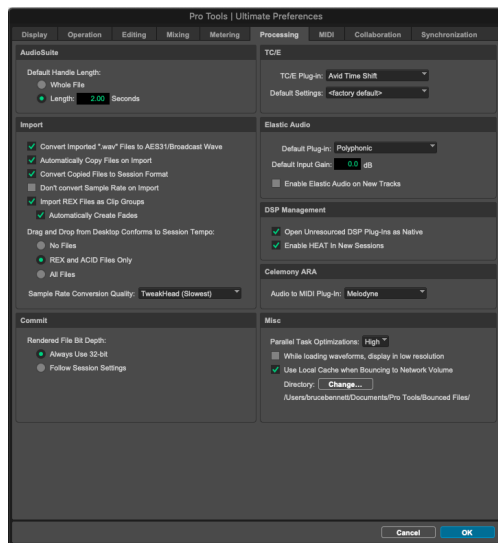 Pro Tools | Ultimate Preferences
Display
Operation
Editing
Mixing
Metering
Processing
MIDI
Collaboration
Synchronization
AudioSuite
Default Handle Length:
Whole File
Length: 2.00 Seconds
Import
Convert Imported ".wav" Files to AES31/Broadcast Wave
Automatically Copy Files on Import
Convert Copied Files to Session Format
Don't convert Sample Rate on Import
Import REX Files as Clip Groups
Automatically Create Fades
Drag and Drop from Desktop Conforms to Session Tempo:
No Files
REX and ACID Files Only
All Files
Sample Rate Conversion Quality: TweakHead (Slowest)
Commit
Rendered File Bit Depth:
Always Use 32-bit
Follow Session Settings
TC/E
TC/E Plug-in: Avid Time Shift
Default Settings: <factory default>
Elastic Audio
Default Plug-in: Polyphonic
Default Input Gain: 0.0 dB
Enable Elastic Audio on New Tracks
DSP Management
Open Unresourced DSP Plug-Ins as Native
Enable HEAT In New Sessions
Celemony ARA
Audio to MIDI Plug-In: Melodyne
Misc
Parallel Task Optimizations: High
While loading waveforms, display in low resolution
Use Local Cache when Bouncing to Network Volume
Directory: Change...
/Users/brucebennett/Documents/Pro Tools/Bounced Files/
Cancel
OK